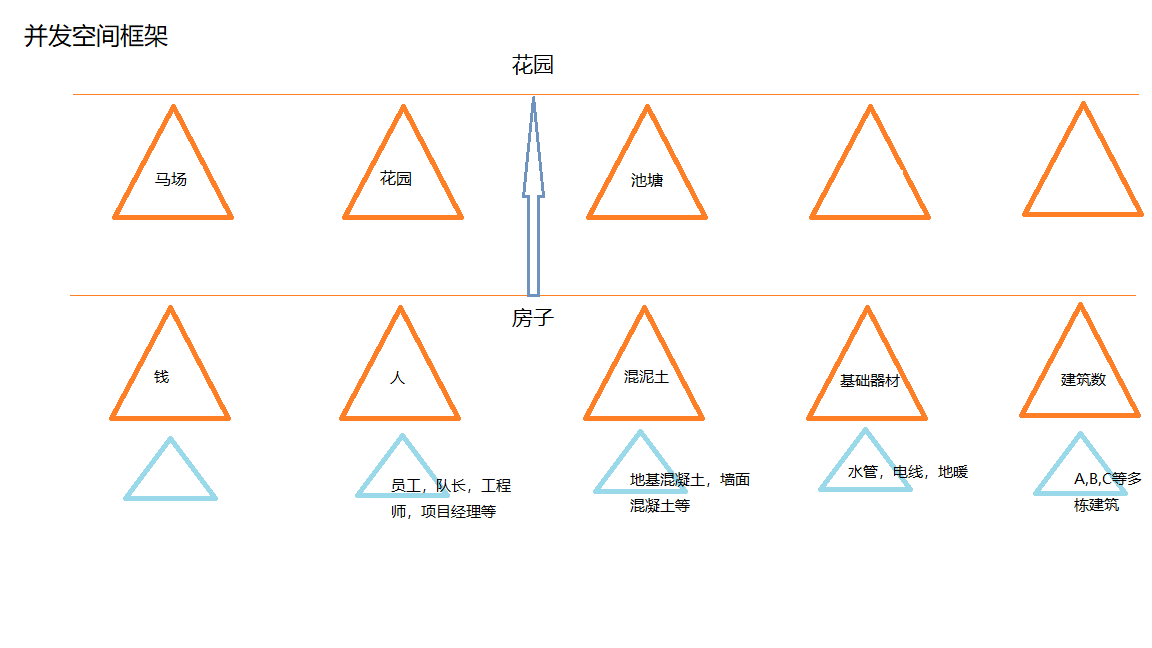 并发空间框架
花园
马场
花园
池塘
房子
钱
人
混泥土
基础器材
建筑数
员工，队长，工程
师，项目经理等
地基混凝土，墙面
混凝土等
水管，电线，地暖
A,B,C等多
栋建筑